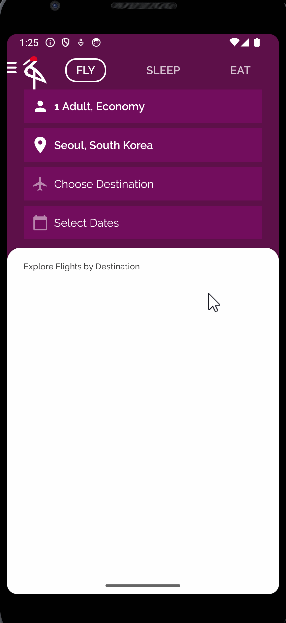 1:25
FLY
SLEEP
EAT
1 Adult, Economy
Seoul, South Korea
Choose Destination
Select Dates
Explore Flights by Destination